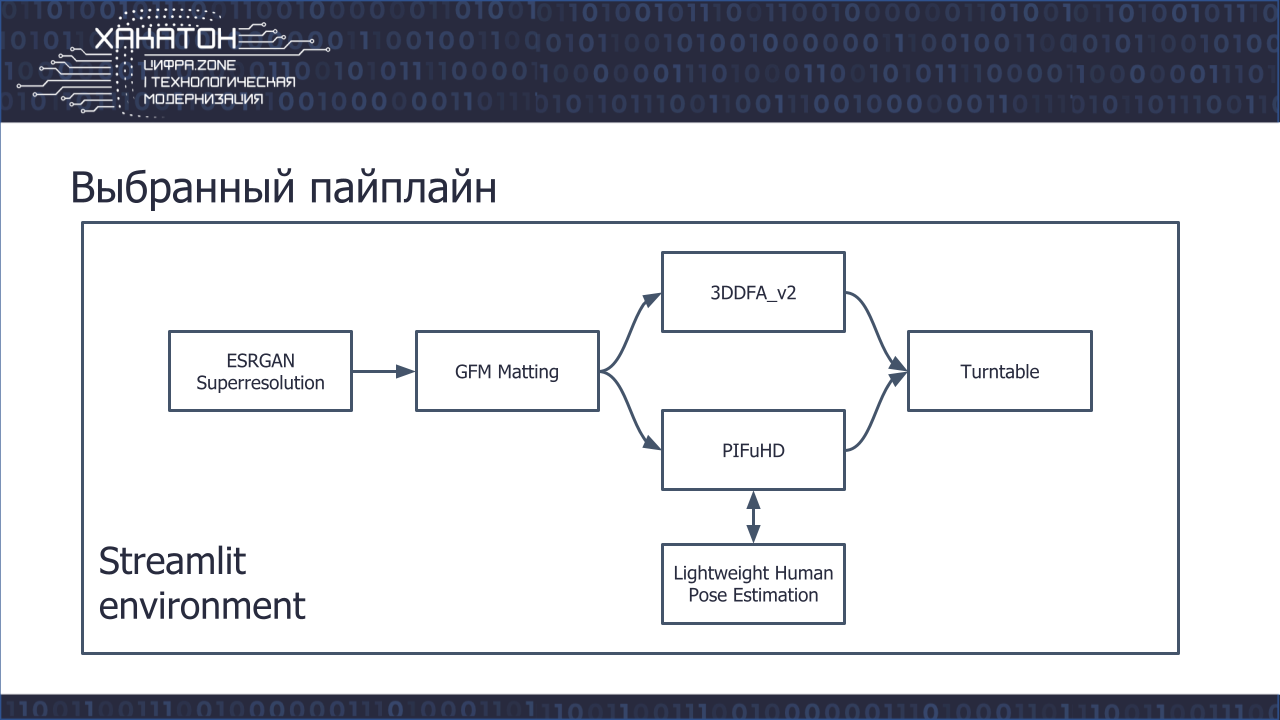 ХАКАТОН
ЦИФРА.ZONE
I ТЕХНОЛОГИЧЕСКАЯ
МОДЕРНИЗАЦИЯ
Выбранный пайплайн
3DDFA_v2
ESRGAN
Superresolution
GFM Matting
Turntable
PIFuHD
Lightweight Human
Pose Estimation
Streamlit
environment